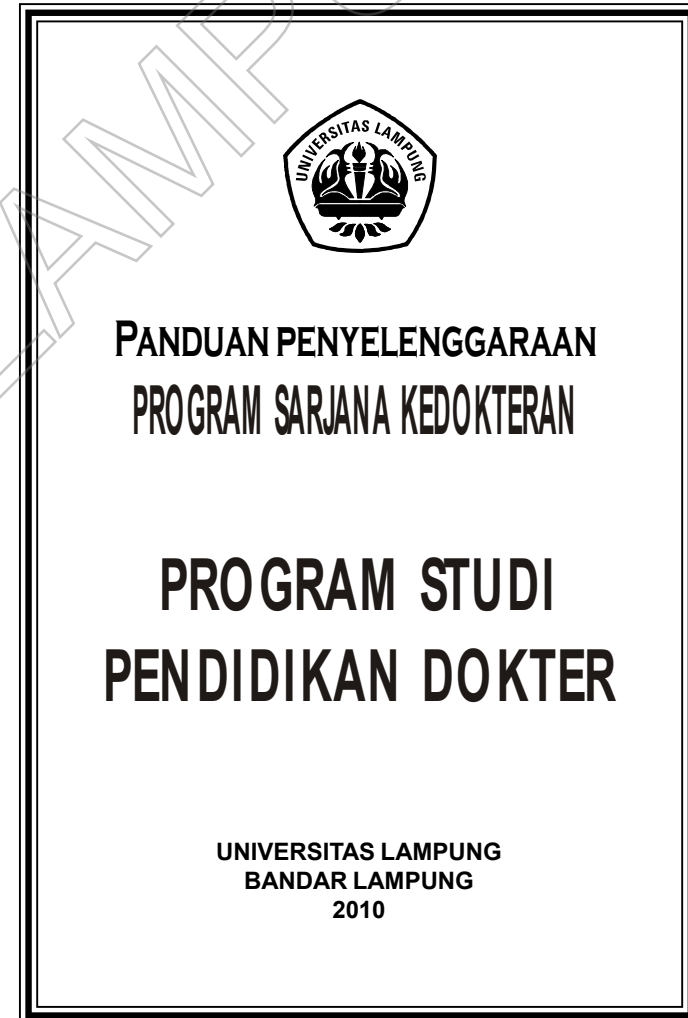 UNIVERSITAS LAMPUNG
PANDUAN PENYELENGGARAAN
PROGRAM SARJANA KEDOKTERAN
PROGRAM STUDI
PENDIDIKAN DOKTER
UNIVERSITAS LAMPUNG
BANDAR LAMPUNG
2010